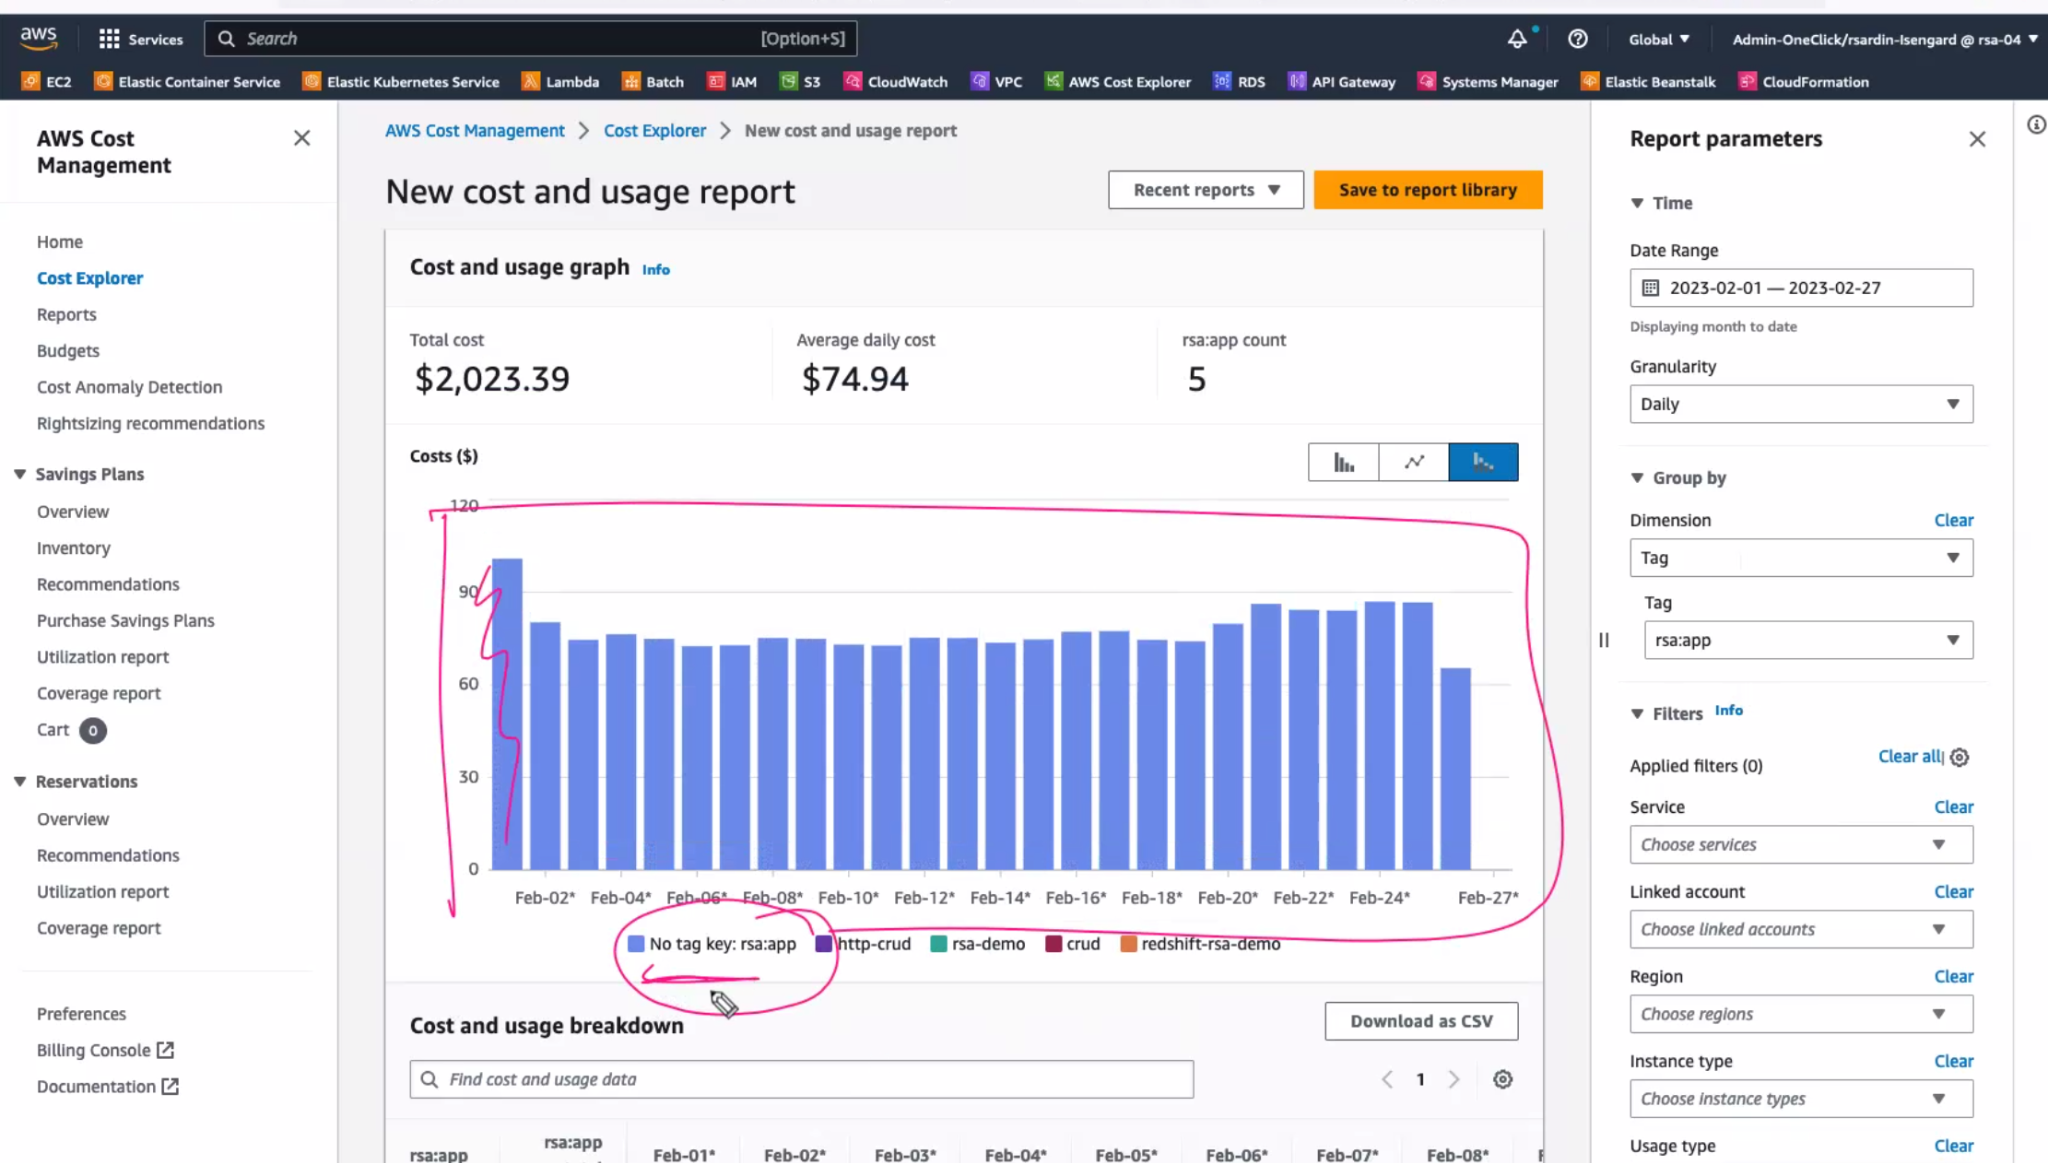 aws
Services
Search
[Option+S]
Global
Admin-OneClick/rsardin-Isengard @ rsa-04
EC2
Elastic Container Service
Elastic Kubernetes Service
Lambda
Batch
IAM
S3
CloudWatch
VPC
AWS Cost Explorer
RDS
API Gateway
Systems Manager
Elastic Beanstalk
CloudFormation
AWS Cost
Management
Home
Cost Explorer
Reports
Budgets
Cost Anomaly Detection
Rightsizing recommendations
Savings Plans
Overview
Inventory
Recommendations
Purchase Savings Plans
Utilization report
Coverage report
Cart 0
Reservations
Overview
Recommendations
Utilization report
Coverage report
Preferences
Billing Console
Documentation
AWS Cost Management
Cost Explorer
New cost and usage report
New cost and usage report
Recent reports
Save to report library
Cost and usage graph Info
Total cost
$2,023.39
Average daily cost
$74.94
rsa:app count
5
Costs ($)
120
90
60
30
0
Feb-02* Feb-04* Feb-06* Feb-08* Feb-10* Feb-12* Feb-14* Feb-16* Feb-18* Feb-20* Feb-22* Feb-24* Feb-27*
No tag key: rsa:app http-crud rsa-demo crud redshift-rsa-demo
Cost and usage breakdown
Download as CSV
Find cost and usage data
1
rsa:app
rsa:app
Feb-01* Feb-02* Feb-03* Feb-04* Feb-05* Feb-06* Feb-07* Feb-08*
Report parameters
Time
Date Range
2023-02-01 — 2023-02-27
Displaying month to date
Granularity
Daily
Group by
Dimension Clear
Tag
Tag
rsa:app
Filters Info
Applied filters (0) Clear all
Service Clear
Choose services
Linked account Clear
Choose linked accounts
Region Clear
Choose regions
Instance type Clear
Choose instance types
Usage type Clear